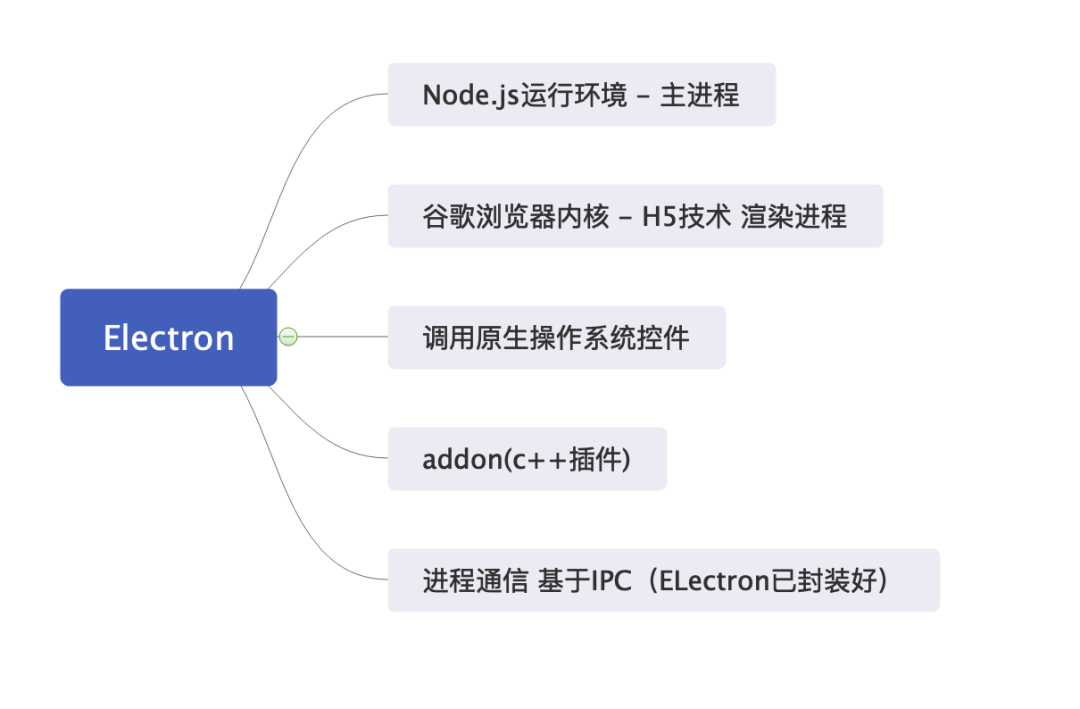 Node.js运行环境 - 主进程
谷歌浏览器内核 - H5技术 渲染进程
Electron
调用原生操作系统控件
addon(c++插件)
进程通信 基于IPC（ELectron已封装好）